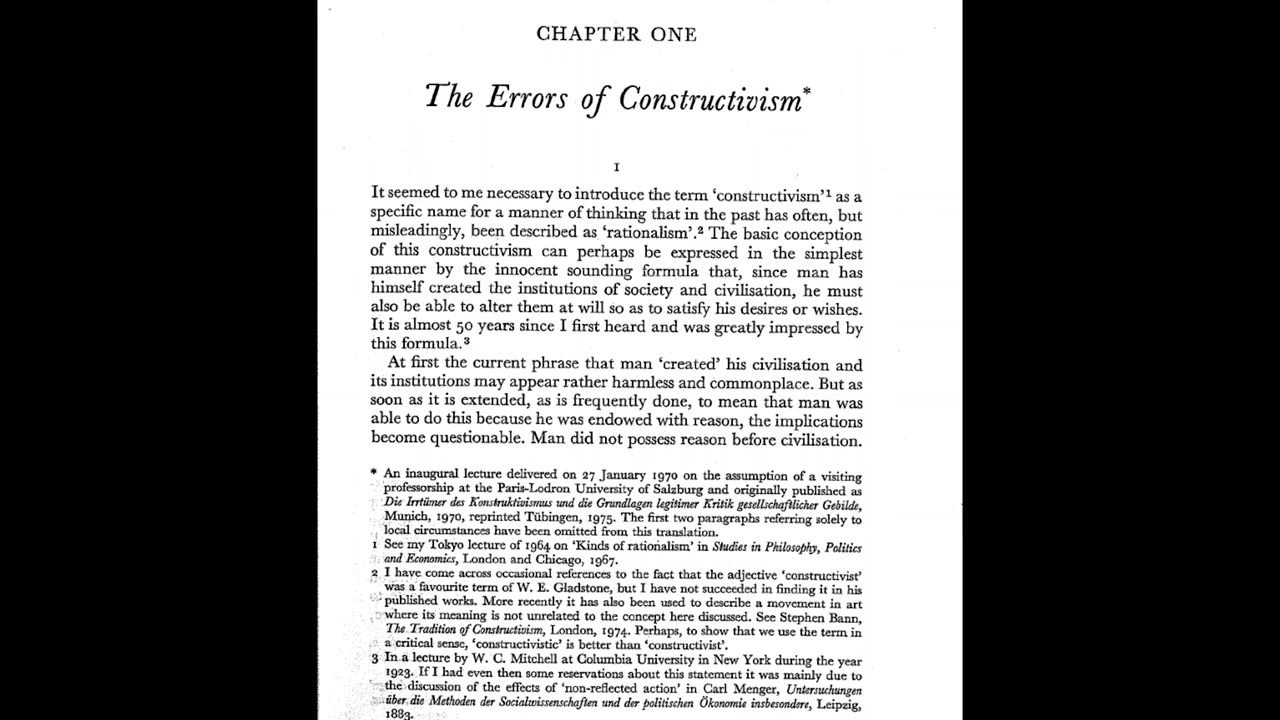 CHAPTER ONE
The Errors of Constructivism*
I
It seemed to me necessary to introduce the term ‘constructivism’¹ as a
specific name for a manner of thinking that in the past has often, but
misleadingly, been described as ‘rationalism’.² The basic conception
of this constructivism can perhaps be expressed in the simplest
manner by the innocent sounding formula that, since man has
himself created the institutions of society and civilisation, he must
also be able to alter them at will so as to satisfy his desires or wishes.
It is almost 50 years since I first heard and was greatly impressed by
this formula.³
At first the current phrase that man ‘created’ his civilisation and
its institutions may appear rather harmless and commonplace. But as
soon as it is extended, as is frequently done, to mean that man was
able to do this because he was endowed with reason, the implications
become questionable. Man did not possess reason before civilisation.
* An inaugural lecture delivered on 27 January 1970 on the assumption of a visiting
professorship at the Paris-Lodron University of Salzburg and originally published as
Die Irrtümer des Konstruktivismus und die Grundlagen legitimer Kritik gesellschaftlicher Gebilde,
Munich, 1970, reprinted Tübingen, 1975. The first two paragraphs referring solely to
local circumstances have been omitted from this translation.
1 See my Tokyo lecture of 1964 on ‘Kinds of rationalism’ in Studies in Philosophy, Politics
and Economics, London and Chicago, 1967.
2 I have come across occasional references to the fact that the adjective ‘constructivist’
was a favourite term of W. E. Gladstone, but I have not succeeded in finding it in his
published works. More recently it has also been used to describe a movement in art
where its meaning is not unrelated to the concept here discussed. See Stephen Bann,
The Tradition of Constructivism, London, 1974. Perhaps, to show that we use the term in
a critical sense, ‘constructivistic’ is better than ‘constructivist’.
3 In a lecture by W. C. Mitchell at Columbia University in New York during the year
1923. If I had even then some reservations about this statement it was mainly due to
the discussion of the effects of ‘non-reflected action’ in Carl Menger, Untersuchungen
über die Methoden der Socialwissenschaften und der politischen Ökonomie insbesondere, Leipzig,
1883.